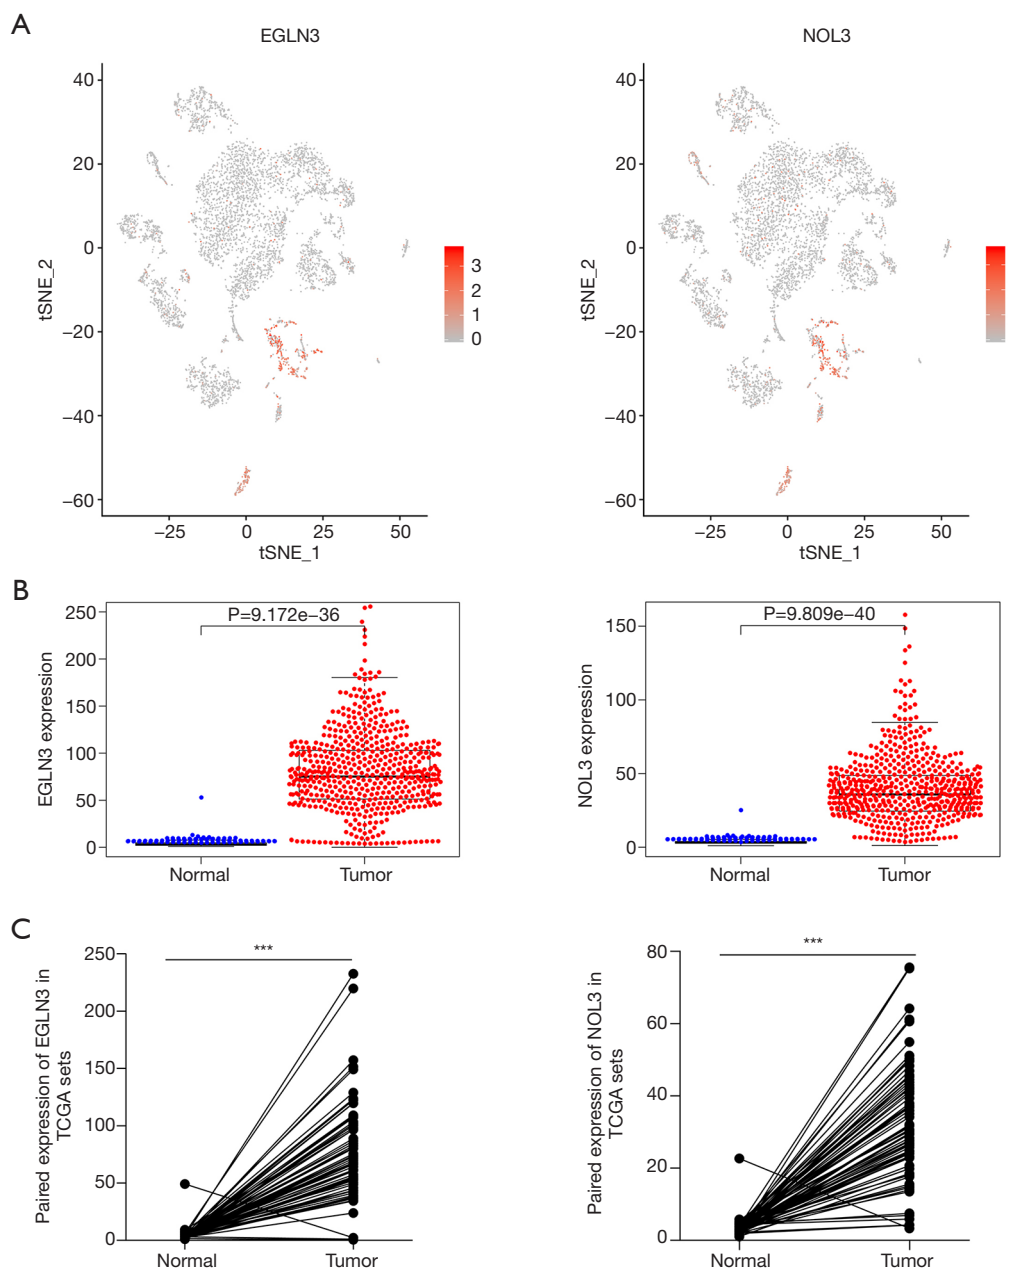 A
EGLN3
NOL3
40
20
0
−20
−40
−60
tSNE_2
−25
0
25
50
tSNE_1
3
2
1
0
40
20
0
−20
−40
−60
tSNE_2
−25
0
25
50
tSNE_1
B
250
200
150
100
50
0
EGLN3 expression
P=9.172e−36
Normal
Tumor
150
100
50
0
NOL3 expression
P=9.809e−40
Normal
Tumor
C
250
200
150
100
50
0
Paired expression of EGLN3 in
TCGA sets
***
Normal
Tumor
80
60
40
20
0
Paired expression of NOL3 in
TCGA sets
***
Normal
Tumor